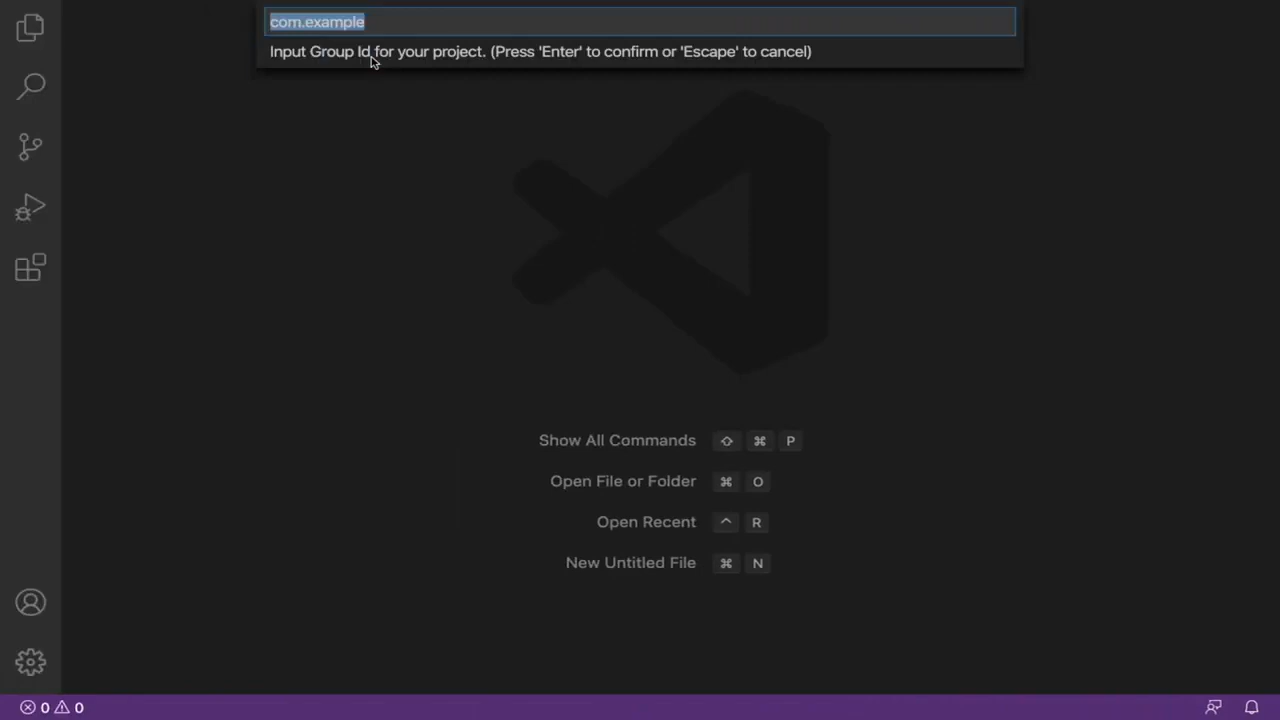 com.example
Input Group Id for your project. (Press 'Enter' to confirm or 'Escape' to cancel)
Show All Commands ⇧ ⌘ P
Open File or Folder ⌘ O
Open Recent ^ R
New Untitled File ⌘ N
0 0